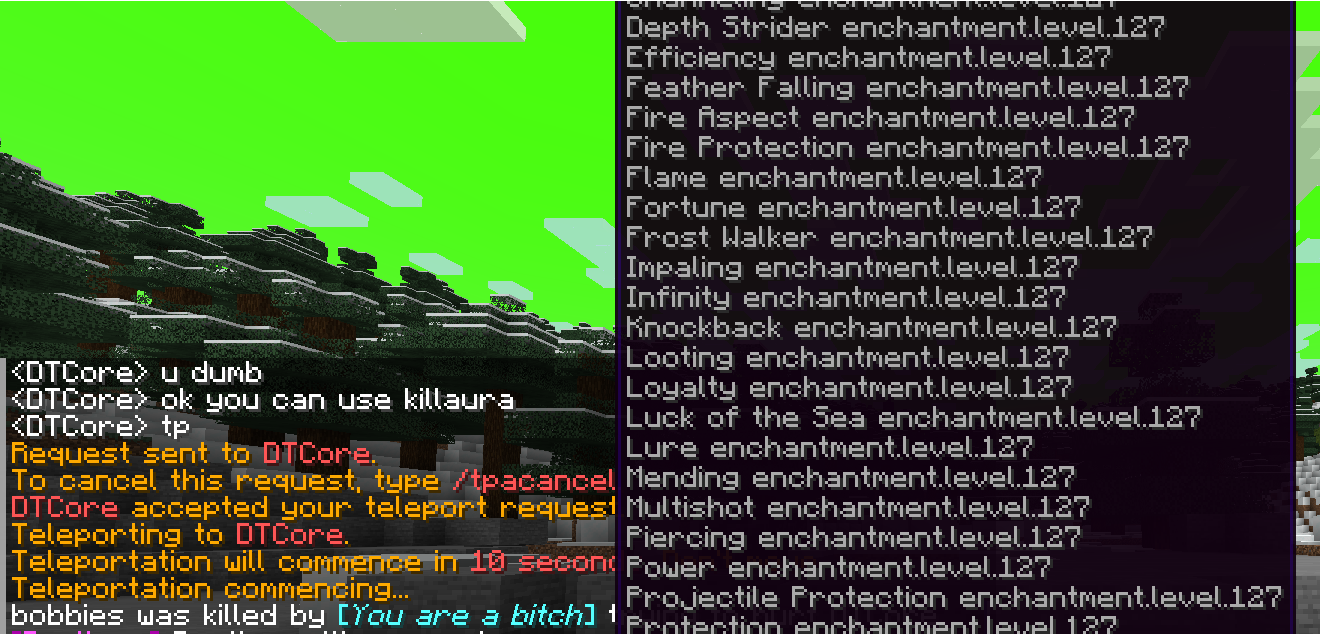 Channeling enchantment.level.127
Depth Strider enchantment.level.127
Efficiency enchantment.level.127
Feather Falling enchantment.level.127
Fire Aspect enchantment.level.127
Fire Protection enchantment.level.127
Flame enchantment.level.127
Fortune enchantment.level.127
Frost Walker enchantment.level.127
Impaling enchantment.level.127
Infinity enchantment.level.127
Knockback enchantment.level.127
Looting enchantment.level.127
Loyalty enchantment.level.127
Luck of the Sea enchantment.level.127
Lure enchantment.level.127
Mending enchantment.level.127
Multishot enchantment.level.127
Piercing enchantment.level.127
Power enchantment.level.127
Projectile Protection enchantment.level.127
Protection enchantment.level.127
<DTCore> u dumb
<DTCore> ok you can use killaura
<DTCore> tp
Request sent to DTCore.
To cancel this request, type /tpacancel
DTCore accepted your teleport request
Teleporting to DTCore.
Teleportation will commence in 10 secon
Teleportation commencing...
bobbies was killed by [You are a bitch]